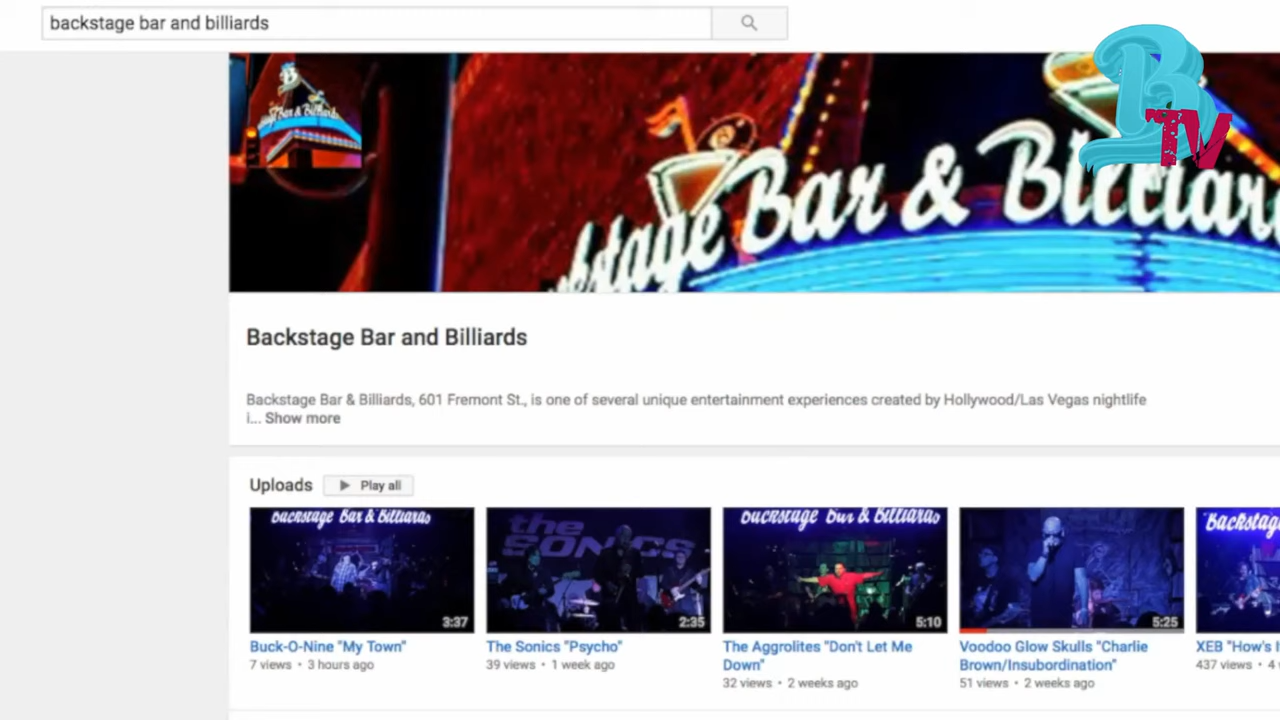 backstage bar and billiards
B
TV
stage Bar & Billiards
kstage Bar & Billiar
Backstage Bar and Billiards
Backstage Bar & Billiards, 601 Fremont St., is one of several unique entertainment experiences created by Hollywood/Las Vegas nightlife
i... Show more
Uploads Play all
Backstage Bar & Billiards
the
SONICS
Backstage Bar & Billiards
Backstage
3:37
2:35
5:10
5:25
Buck-O-Nine "My Town"
7 views • 3 hours ago
The Sonics "Psycho"
39 views • 1 week ago
The Aggrolites "Don't Let Me
Down"
32 views • 2 weeks ago
Voodoo Glow Skulls "Charlie
Brown/Insubordination"
51 views • 2 weeks ago
XEB "How's I
437 views • 4